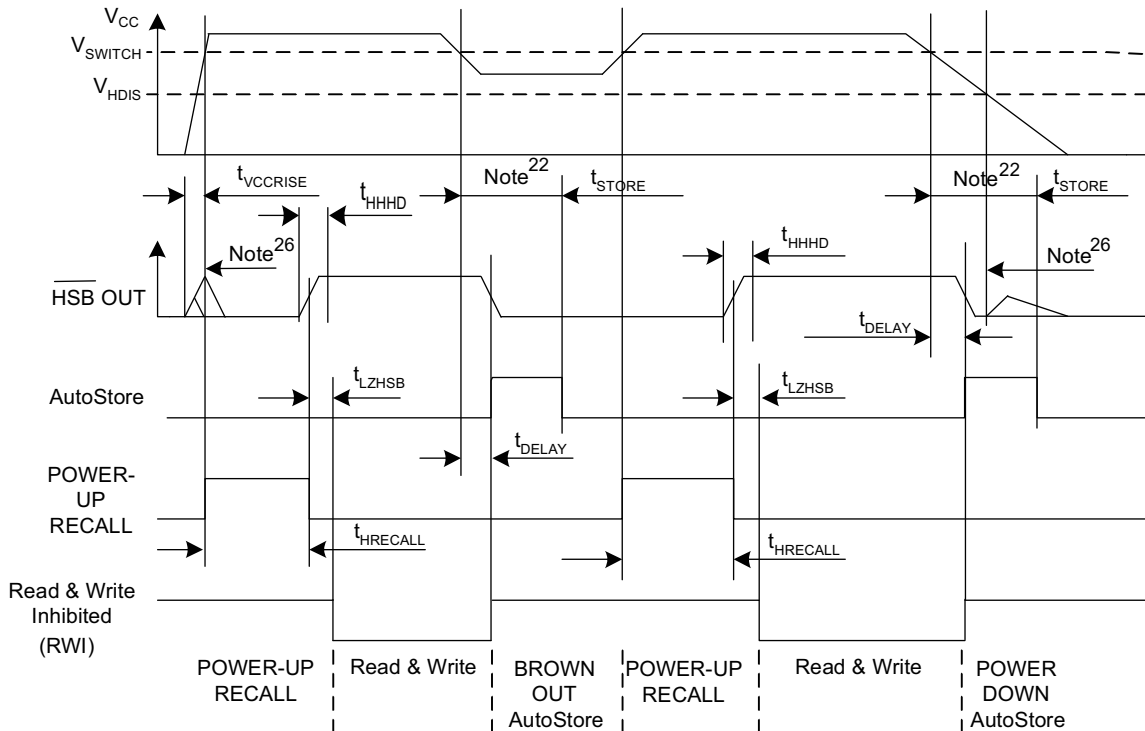 VCC
VSWITCH
VHDIS
tVCCRISE
Note22
tSTORE
Note22
tSTORE
tHHHD
Note26
tHHHD
Note26
HSB OUT
tDELAY
tLZHSB
tLZHSB
AutoStore
tDELAY
POWER-
UP
RECALL
tHRECALL
tHRECALL
Read & Write
Inhibited
(RWI)
POWER-UP
RECALL
Read & Write
BROWN
OUT
AutoStore
POWER-UP
RECALL
Read & Write
POWER
DOWN
AutoStore